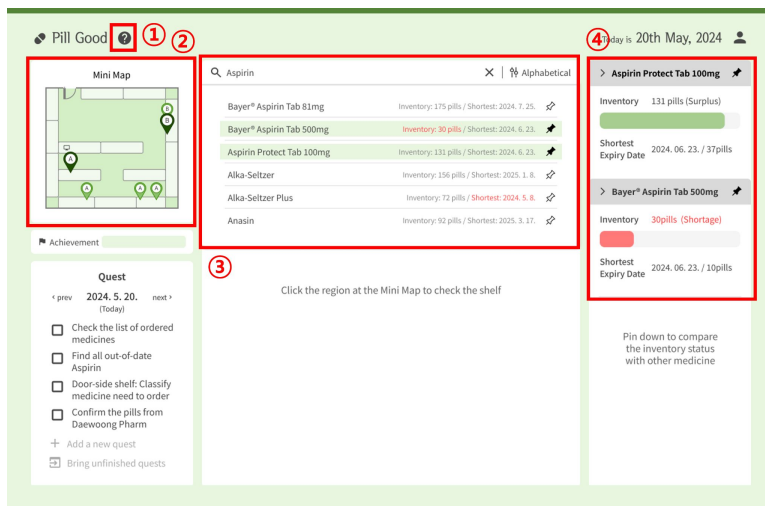 Pill Good ? ① ②
④ Today is 20th May, 2024
Mini Map
B
B
A
A
A
A
Achievement
Quest
‹ prev 2024. 5. 20. next ›
(Today)
Check the list of ordered
medicines
Find all out-of-date
Aspirin
Door-side shelf: Classify
medicine need to order
Confirm the pills from
Daewoong Pharm
+ Add a new quest
Bring unfinished quests
Aspirin × | Alphabetical
Bayer® Aspirin Tab 81mg Inventory: 175 pills / Shortest: 2024. 7. 25.
Bayer® Aspirin Tab 500mg Inventory: 30 pills / Shortest: 2024. 6. 23.
Aspirin Protect Tab 100mg Inventory: 131 pills / Shortest: 2024. 6. 23.
Alka-Seltzer Inventory: 156 pills / Shortest: 2025. 1. 8.
Alka-Seltzer Plus Inventory: 72 pills / Shortest: 2024. 5. 8.
Anasin Inventory: 92 pills / Shortest: 2025. 3. 17.
③
Click the region at the Mini Map to check the shelf
› Aspirin Protect Tab 100mg
Inventory 131 pills (Surplus)
Shortest
Expiry Date 2024. 06. 23. / 37pills
› Bayer® Aspirin Tab 500mg
Inventory 30pills (Shortage)
Shortest
Expiry Date 2024. 06. 23. / 10pills
Pin down to compare
the inventory status
with other medicine